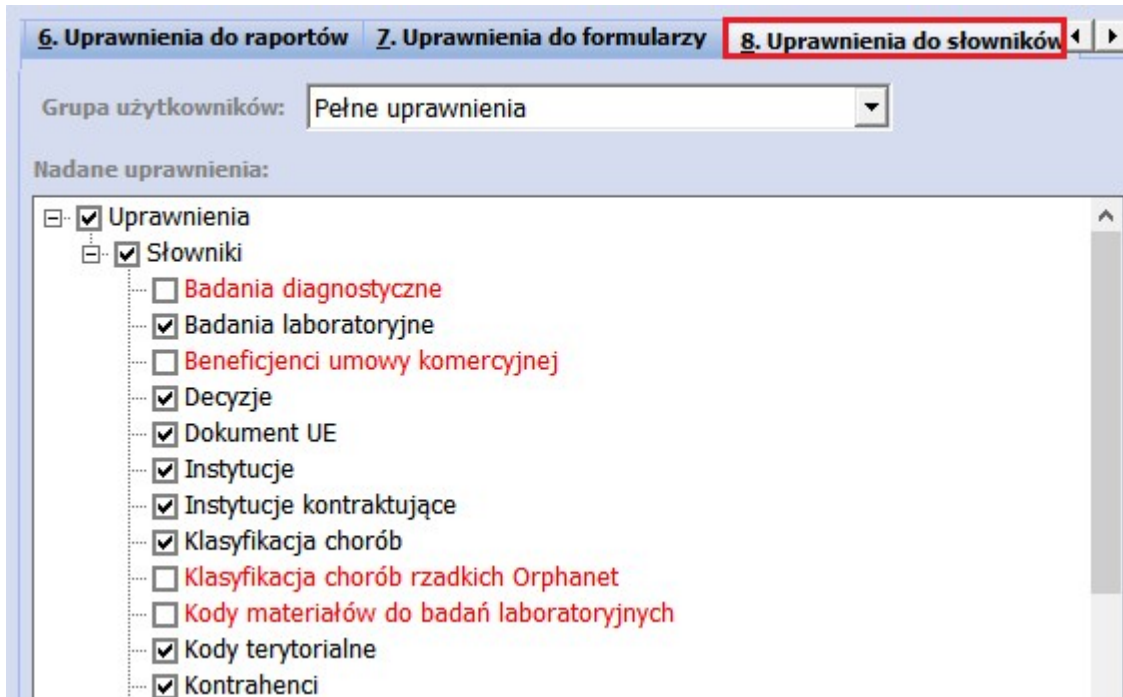 6. Uprawnienia do raportów 7. Uprawnienia do formularzy 8. Uprawnienia do słowników
Grupa użytkowników: Pełne uprawnienia
Nadane uprawnienia:
Uprawnienia
Słowniki
Badania diagnostyczne
Badania laboratoryjne
Beneficjenci umowy komercyjnej
Decyzje
Dokument UE
Instytucje
Instytucje kontraktujące
Klasyfikacja chorób
Klasyfikacja chorób rzadkich Orphanet
Kody materiałów do badań laboratoryjnych
Kody terytorialne
Kontrahenci